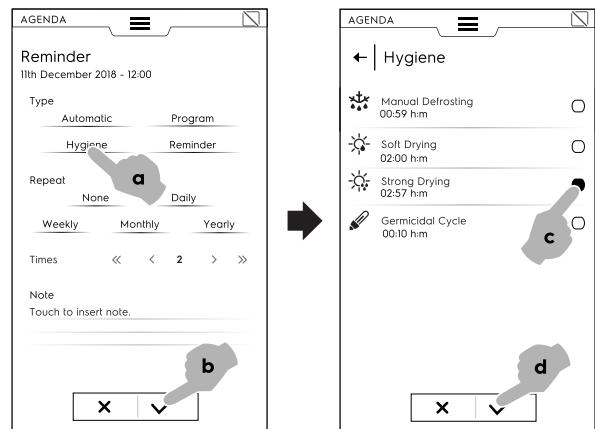 AGENDA
Reminder
11th December 2018 - 12:00
Type
Automatic Program
Hygiene Reminder
a
Repeat
None Daily
Weekly Monthly Yearly
Times << < 2 > >>
Note
Touch to insert note.
b
AGENDA
Hygiene
Manual Defrosting
00:59 h:m
Soft Drying
02:00 h:m
Strong Drying
02:57 h:m
Germicidal Cycle
00:10 h:m
c
d